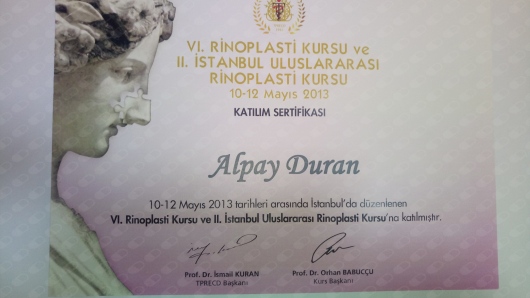 VI. RİNOPLASTİ KURSU ve
II. İSTANBUL ULUSLARARASI
RİNOPLASTİ KURSU
10-12 Mayıs 2013
KATILIM SERTİFİKASI
Alpay Duran
10-12 Mayıs 2013 tarihleri arasında İstanbul'da düzenlenen
VI. Rinoplasti Kursu ve II. İstanbul Uluslararası Rinoplasti Kursu'na katılmıştır.
Prof. Dr. İsmail KURAN
TPRECD Başkanı
Prof. Dr. Orhan BABUCÇU
Kurs Başkanı